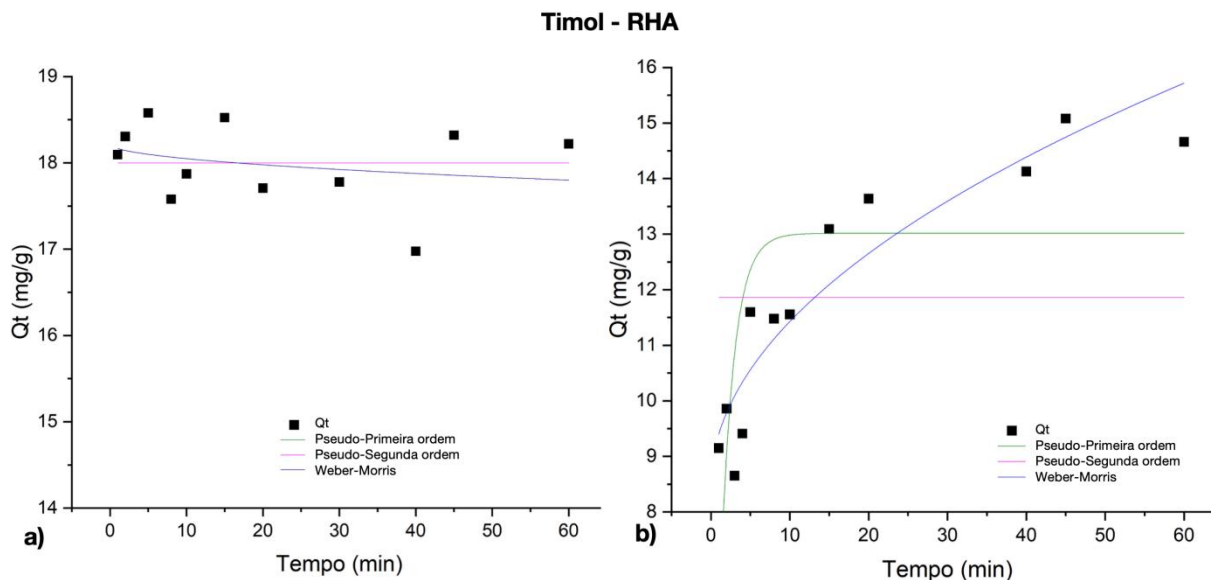 Timol - RHA
19
18
17
16
15
14
Qt (mg/g)
Qt
Pseudo-Primeira ordem
Pseudo-Segunda ordem
Weber-Morris
0 10 20 30 40 50 60
a)
Tempo (min)
16
15
14
13
12
11
10
9
8
Qt (mg/g)
Qt
Pseudo-Primeira ordem
Pseudo-Segunda ordem
Weber-Morris
0 10 20 30 40 50 60
b)
Tempo (min)